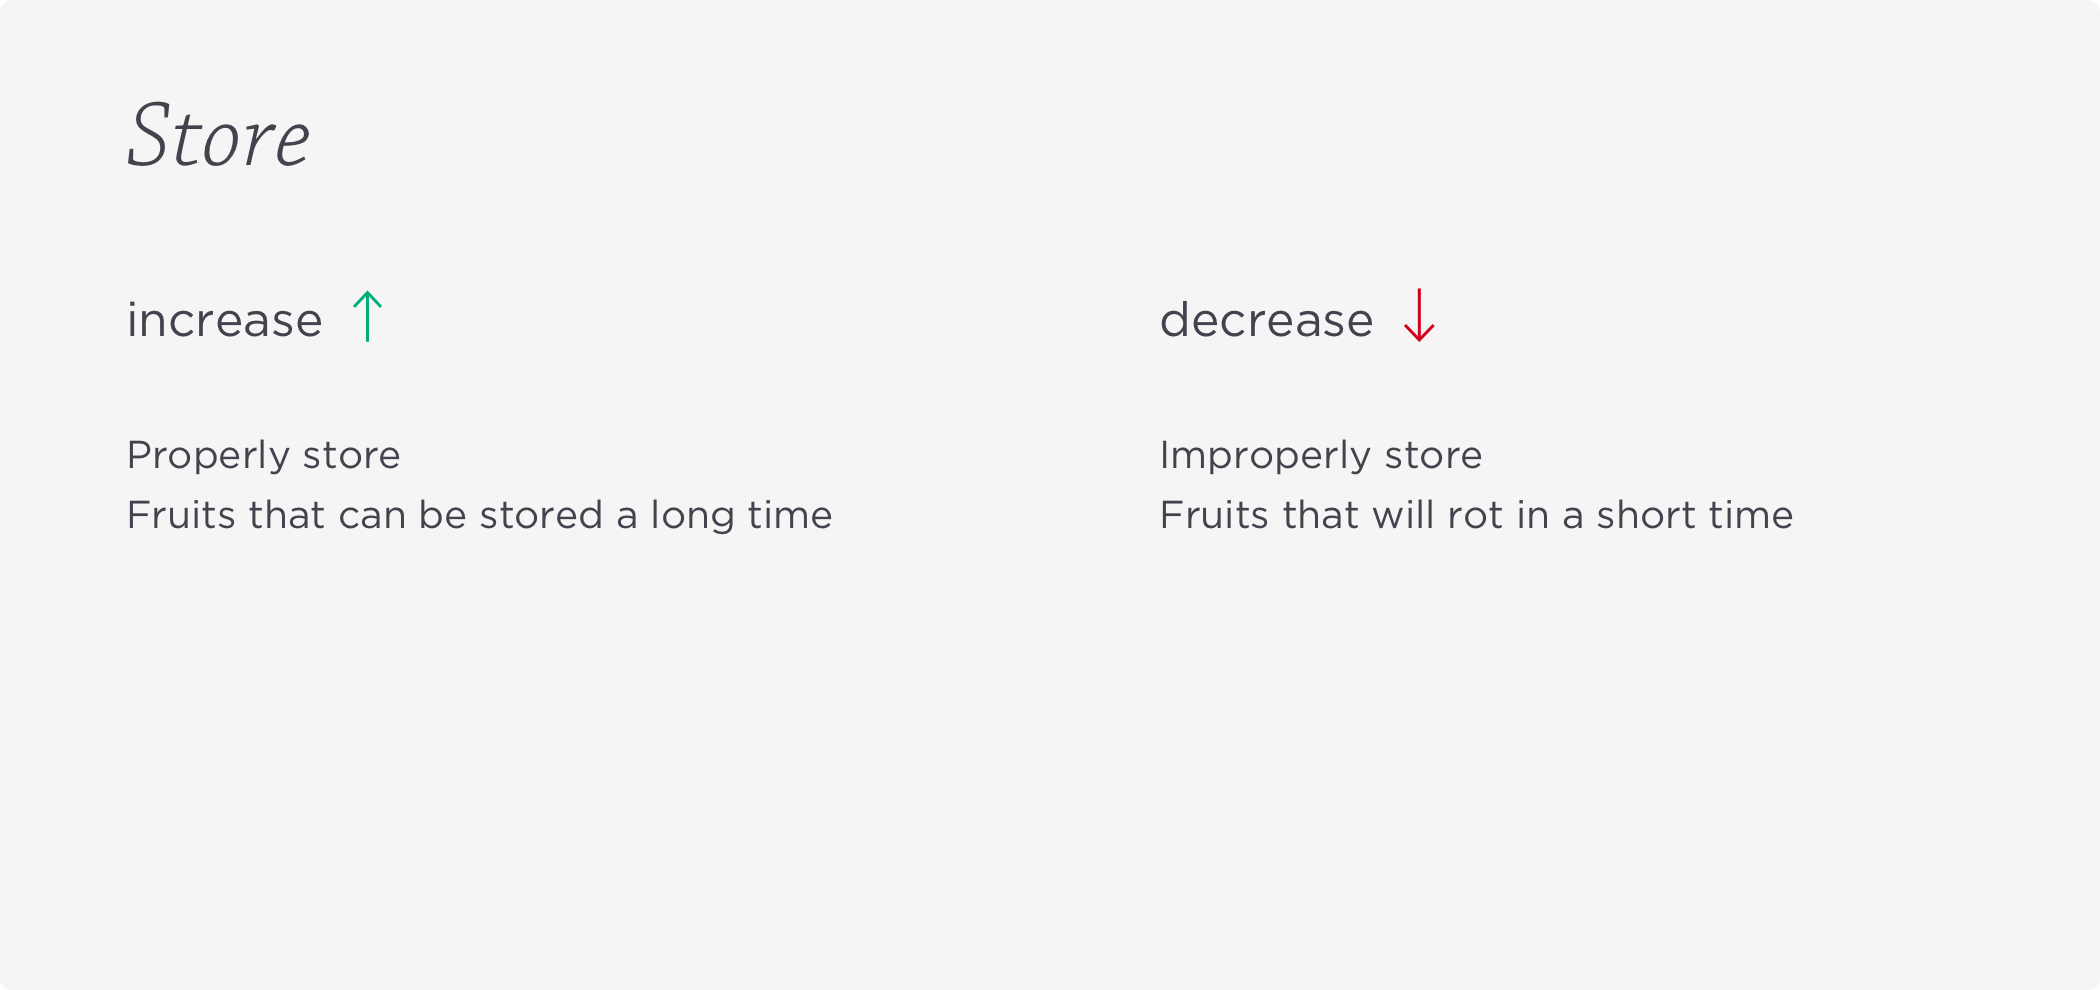 Store
increase ↑
Properly store
Fruits that can be stored a long time
decrease ↓
Improperly store
Fruits that will rot in a short time